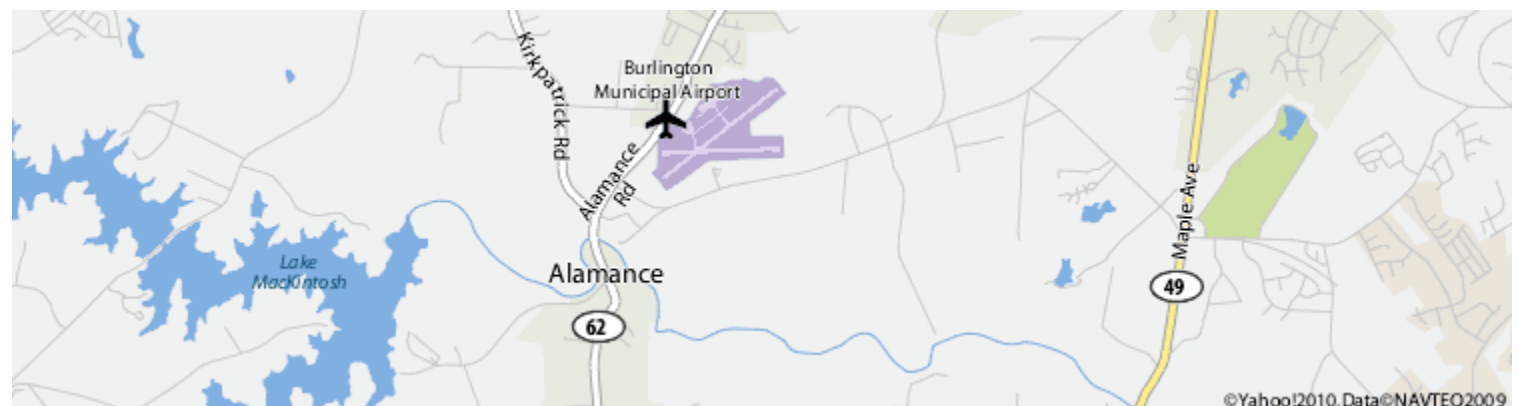 Kirkpatrick Rd
Burlington
Municipal Airport
Alamance
Rd
Maple Ave
Lake
MacKintosh
Alamance
49
62
©Yahoo!2010, Data©NAVTEQ2009